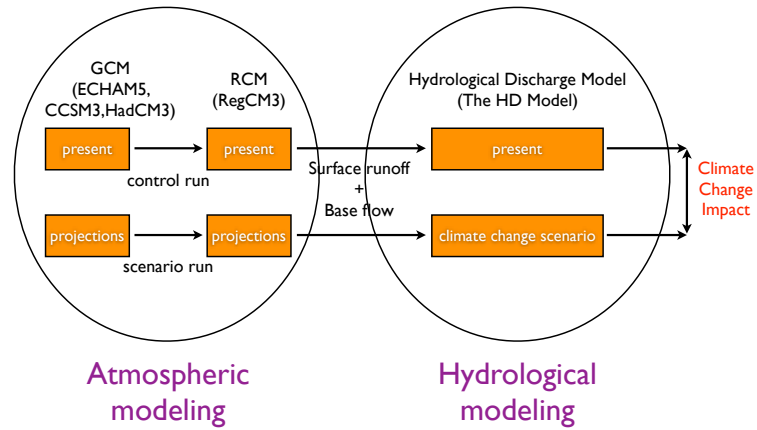 GCM
(ECHAM5,
CCSM3,HadCM3)
RCM
(RegCM3)
Hydrological Discharge Model
(The HD Model)
present
control run
present
Surface runoff
+
Base flow
present
Climate
Change
Impact
projections
scenario run
projections
climate change scenario
Atmospheric
modeling
Hydrological
modeling